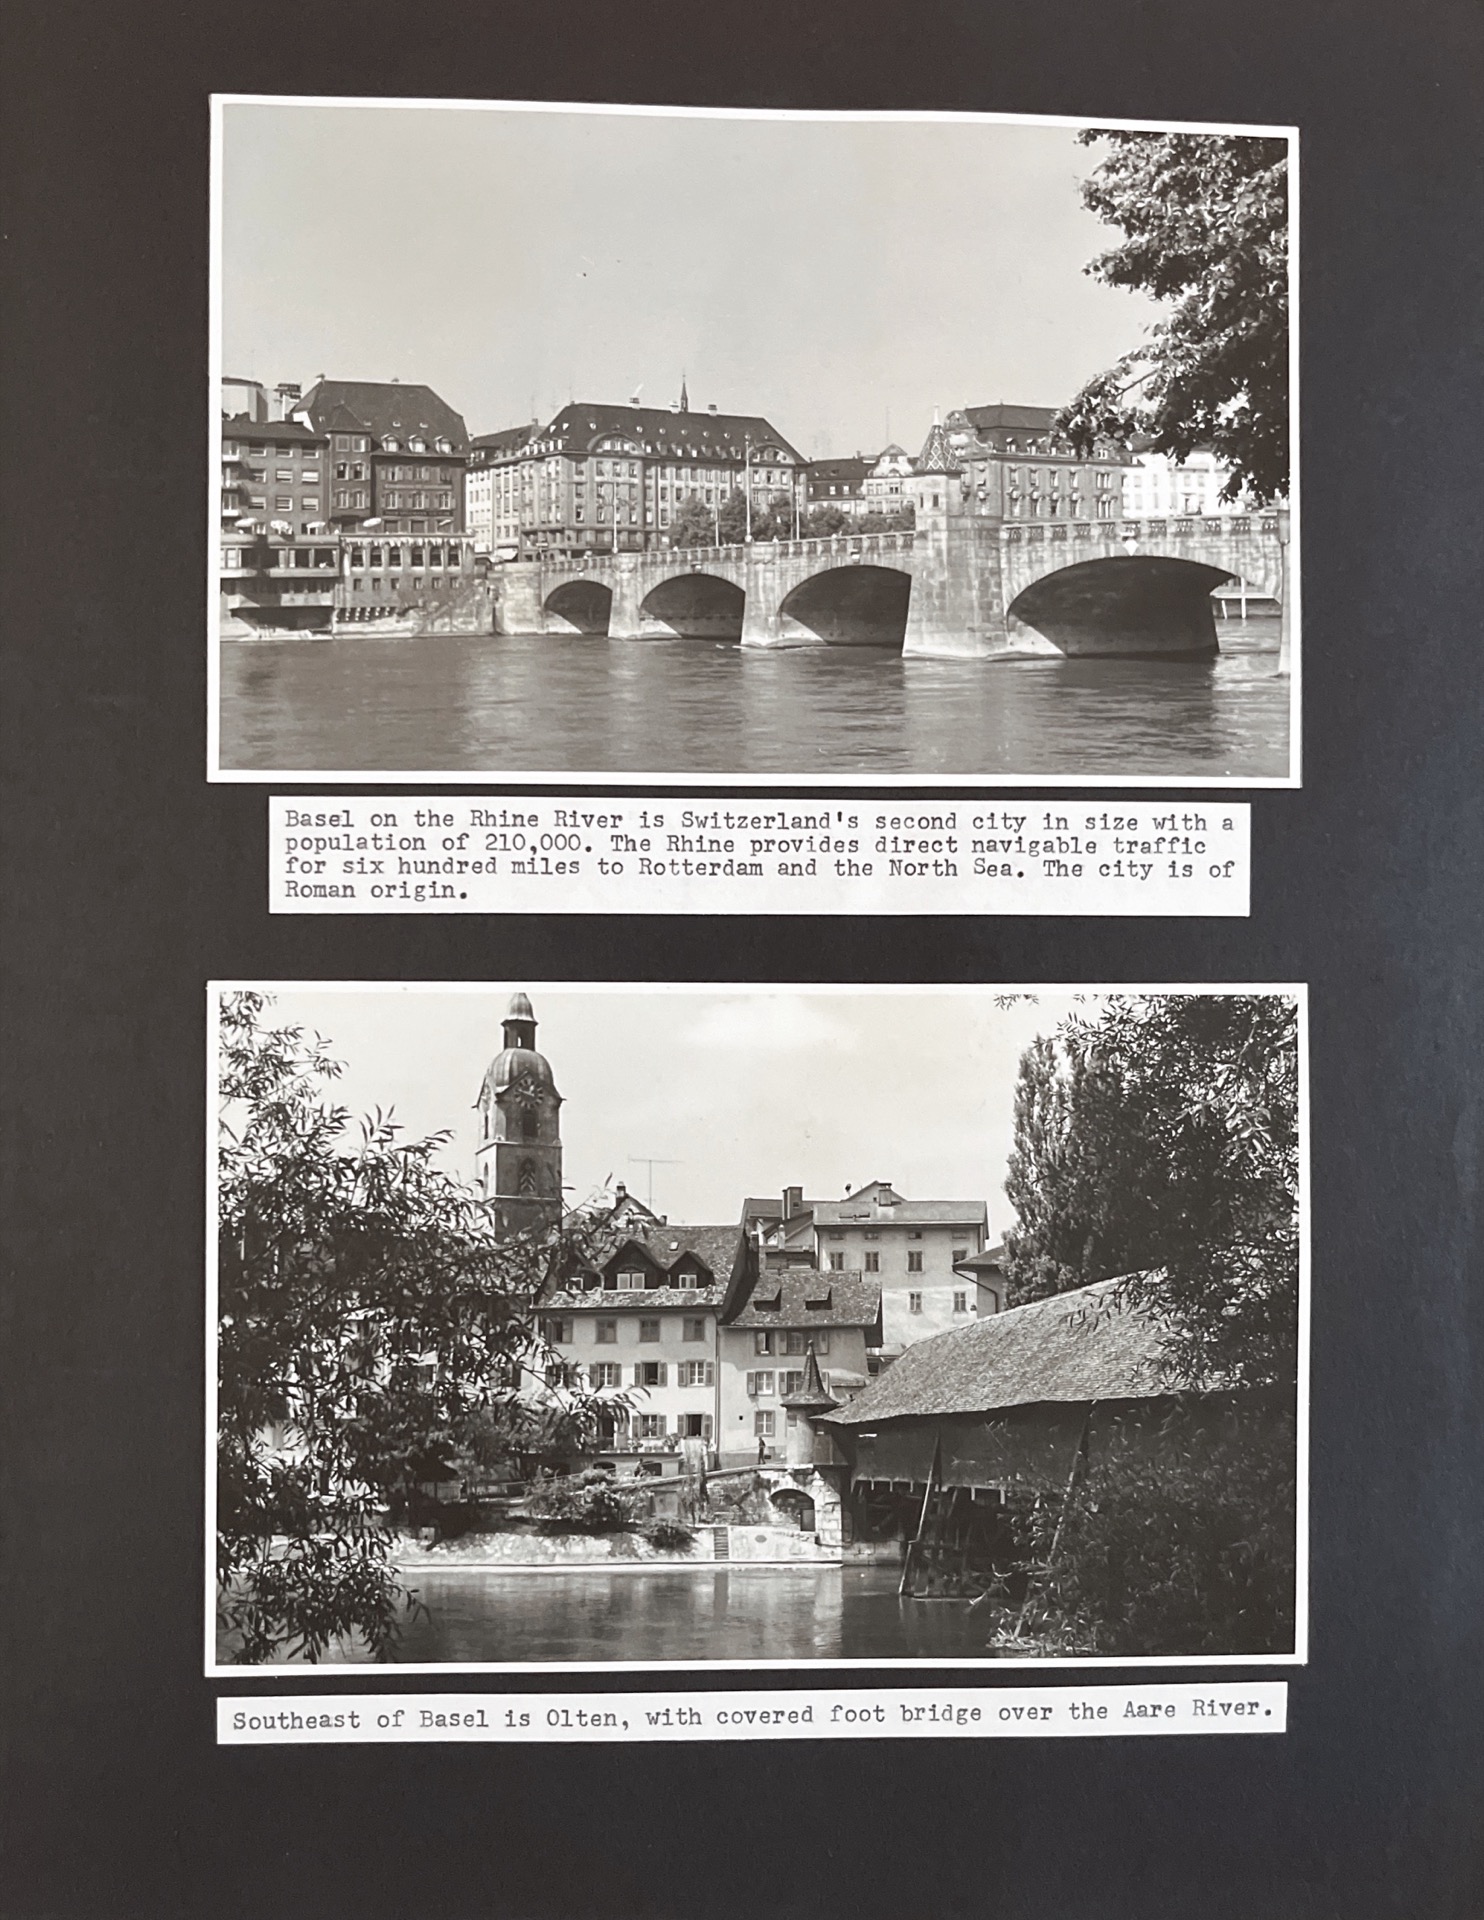 Basel on the Rhine River is Switzerland's second city in size with a
population of 210,000. The Rhine provides direct navigable traffic
for six hundred miles to Rotterdam and the North Sea. The city is of
Roman origin.
Southeast of Basel is Olten, with covered foot bridge over the Aare River.